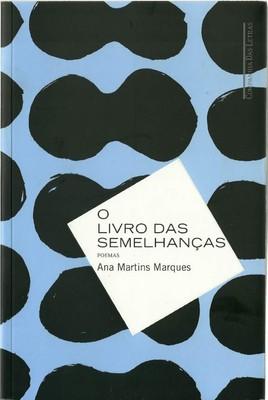 COMPANHIA DAS LETRAS
O
LIVRO DAS
SEMELHANÇAS
POEMAS
Ana Martins Marques